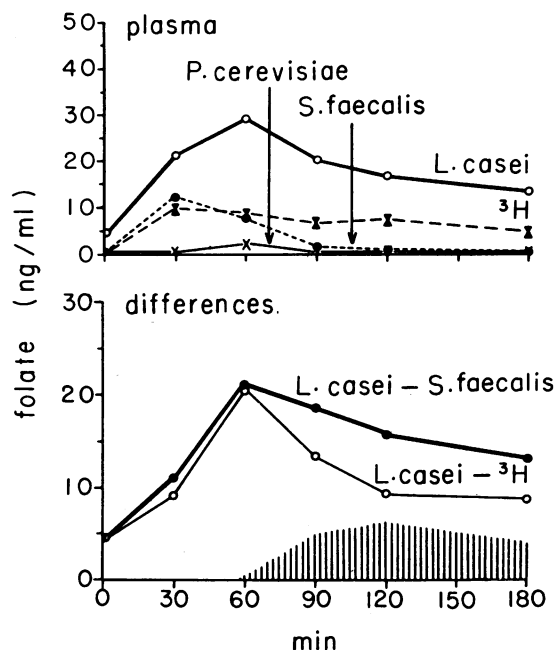 plasma
50
40
30
20
10
0
P. cerevisiae
S. faecalis
L. casei
³H
folate (ng/ml)
differences.
30
20
10
0
L. casei – S. faecalis
L. casei – ³H
0 30 60 90 120 150 180
min